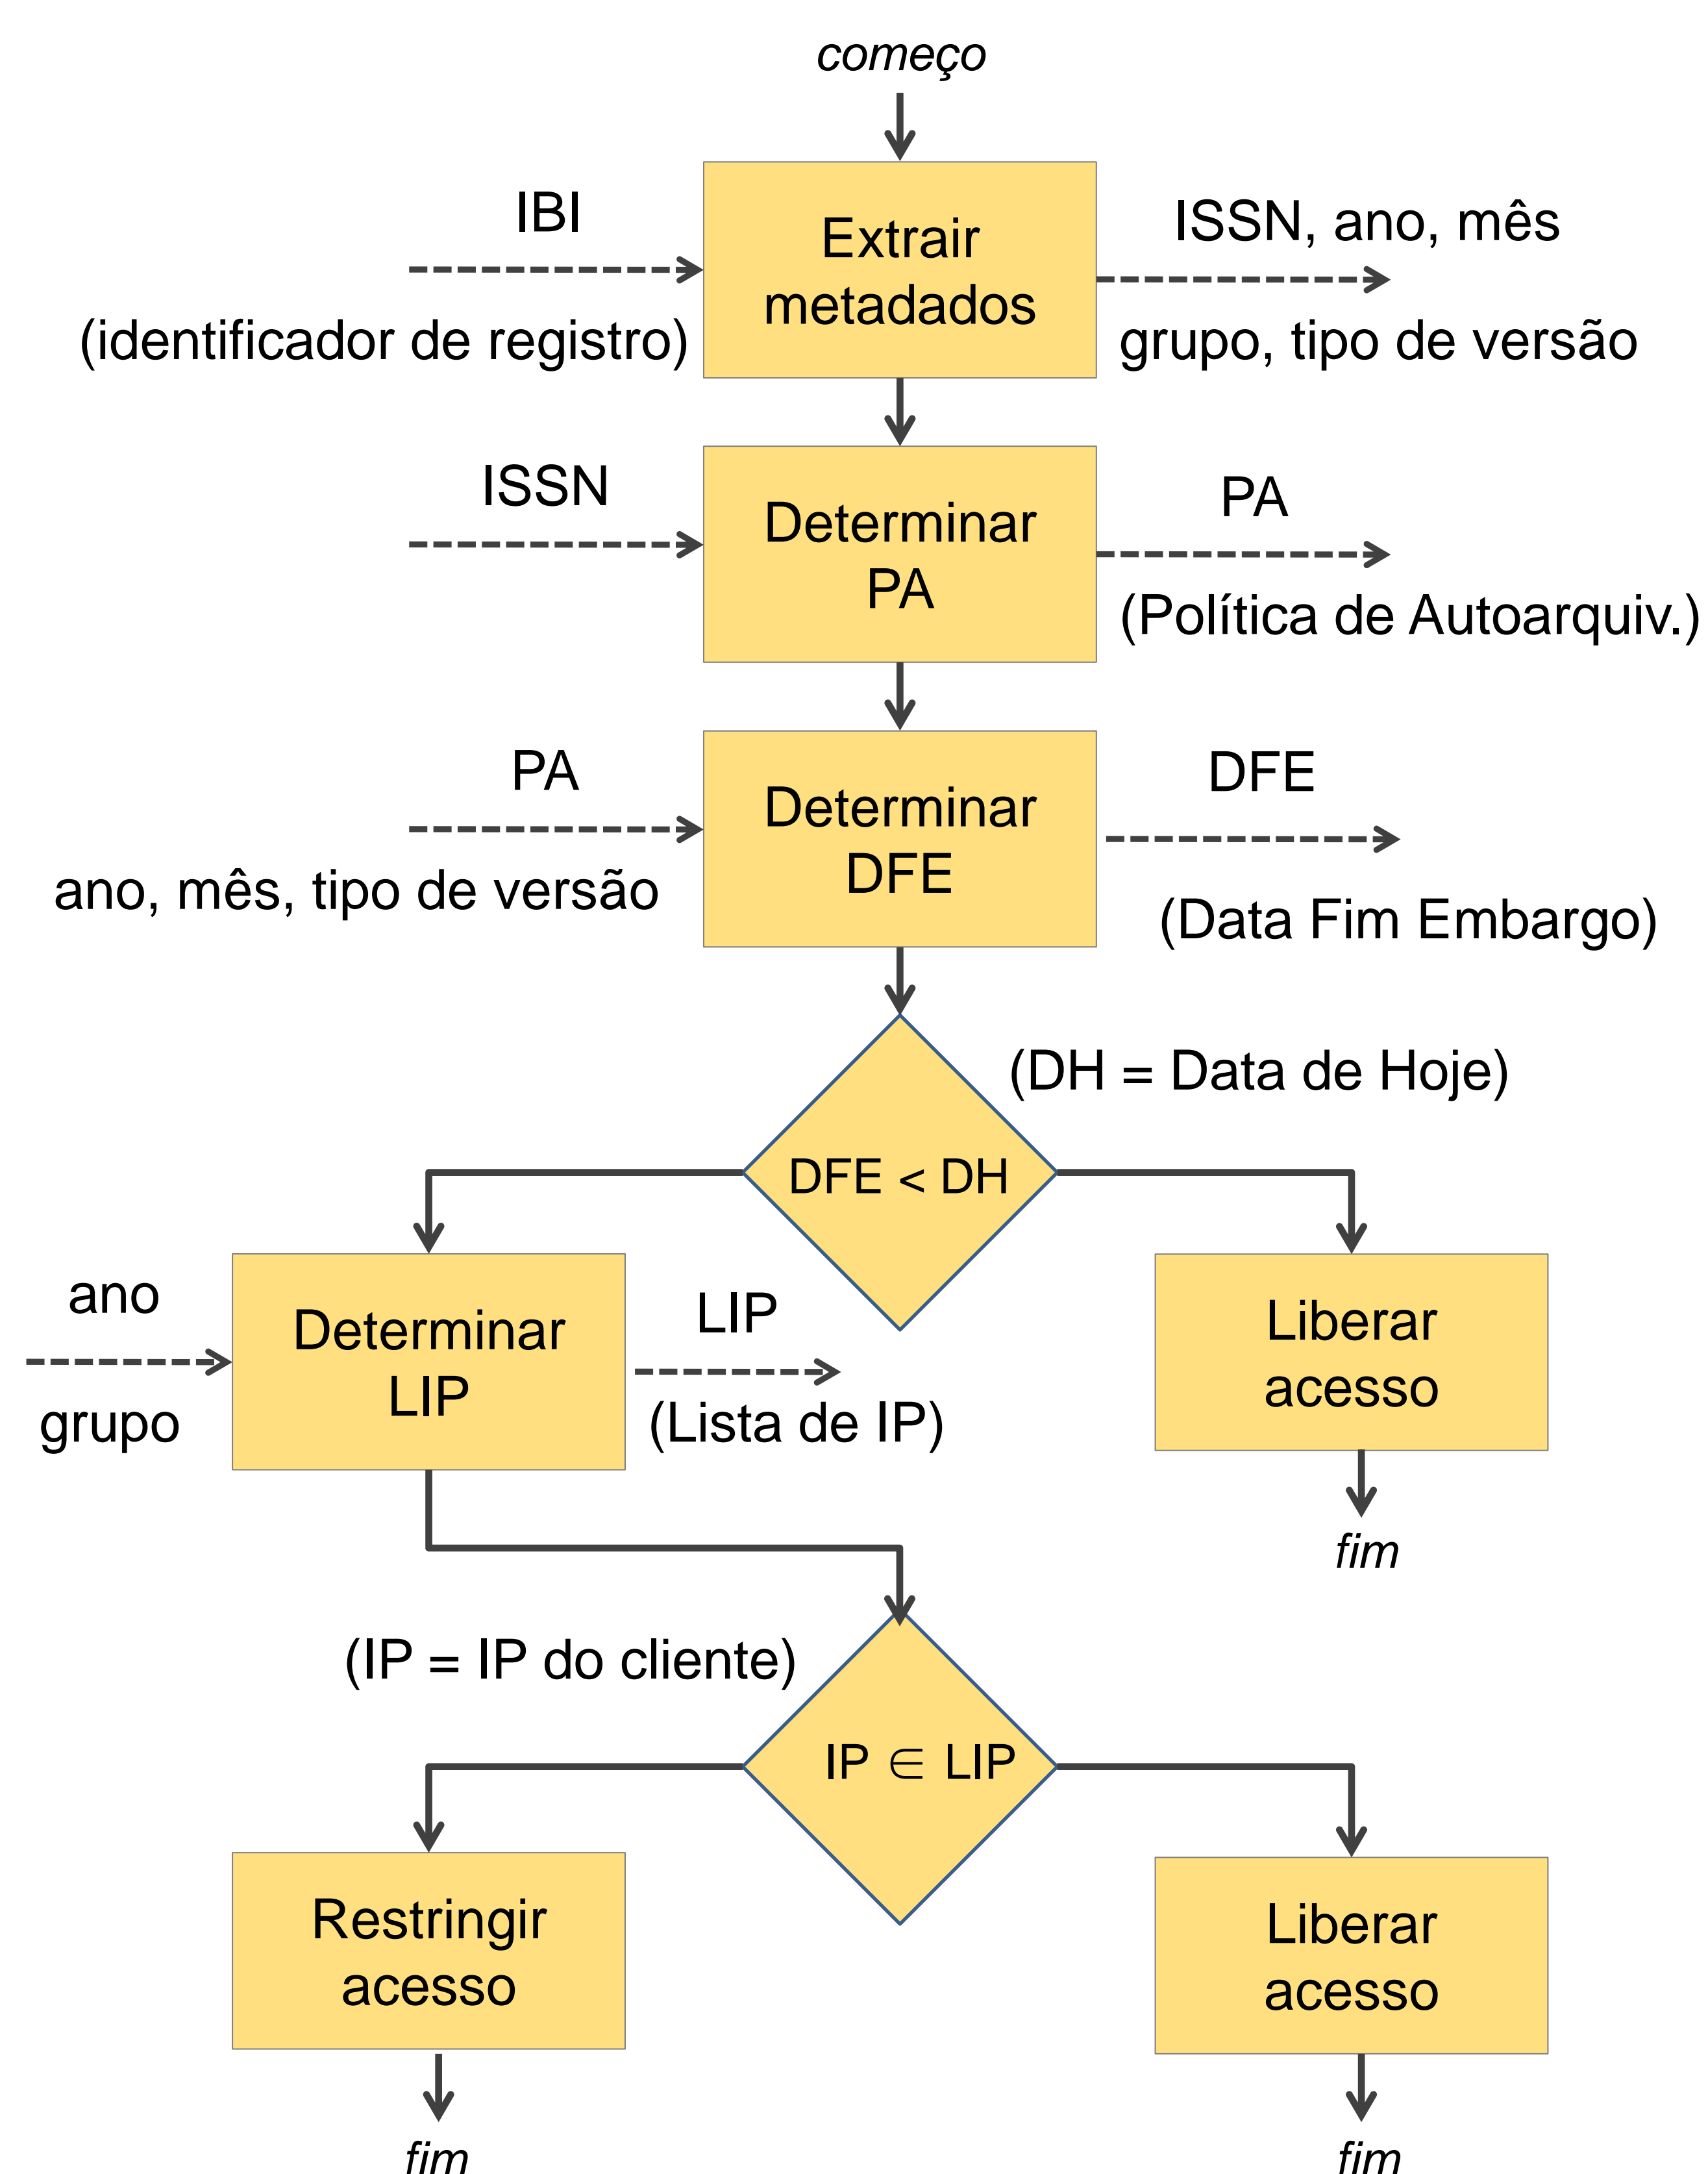 começo
IBI
(identificador de registro)
Extrair
metadados
ISSN, ano, mês
grupo, tipo de versão
ISSN
Determinar
PA
PA
(Política de Autoarquiv.)
PA
ano, mês, tipo de versão
Determinar
DFE
DFE
(Data Fim Embargo)
(DH = Data de Hoje)
DFE < DH
ano
grupo
Determinar
LIP
LIP
(Lista de IP)
Liberar
acesso
fim
(IP = IP do cliente)
IP ∈ LIP
Restringir
acesso
Liberar
acesso
fim
fim